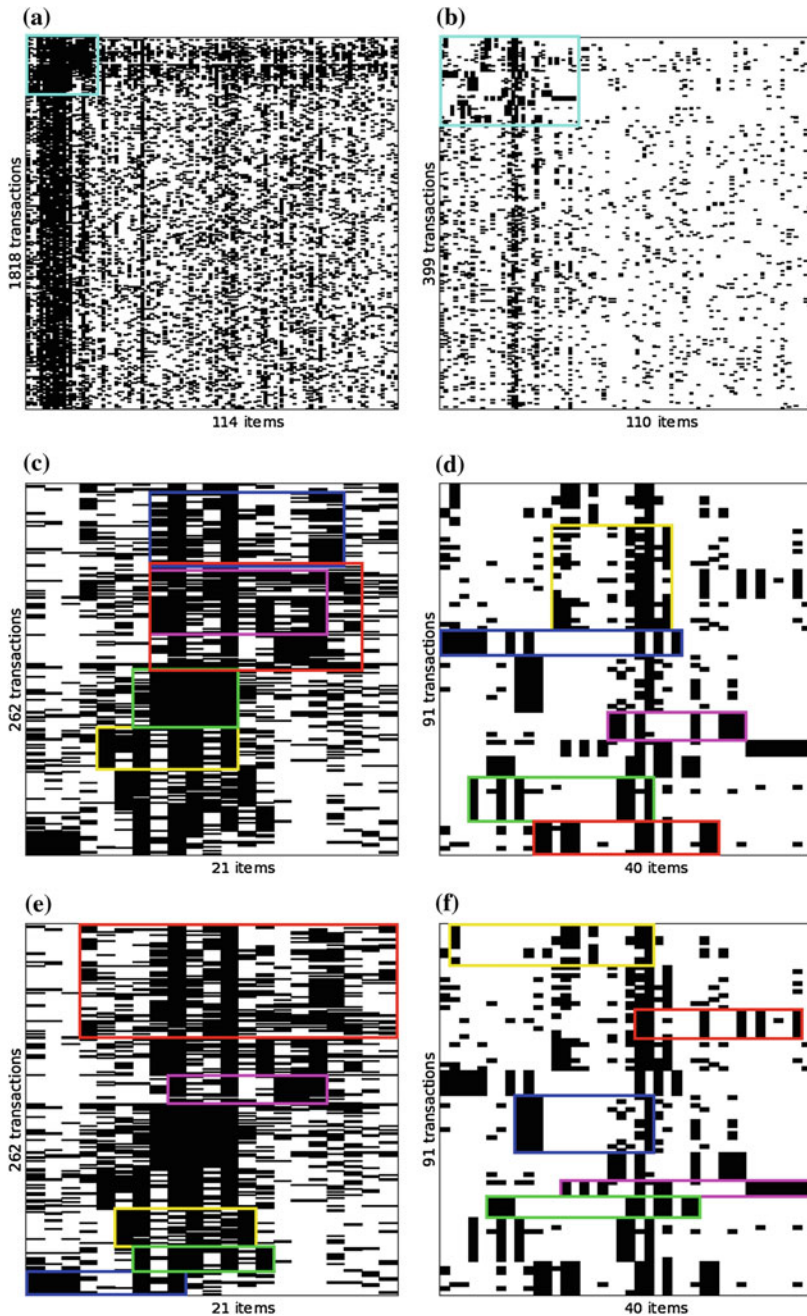 (a)
(b)
1818 transactions
399 transactions
114 items
110 items
(c)
(d)
262 transactions
91 transactions
21 items
40 items
(e)
(f)
262 transactions
91 transactions
21 items
40 items